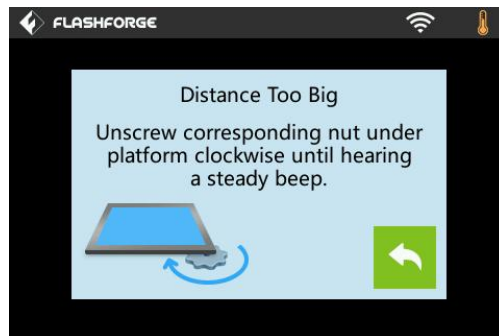 FLASHFORGE
Distance Too Big
Unscrew corresponding nut under
platform clockwise until hearing
a steady beep.